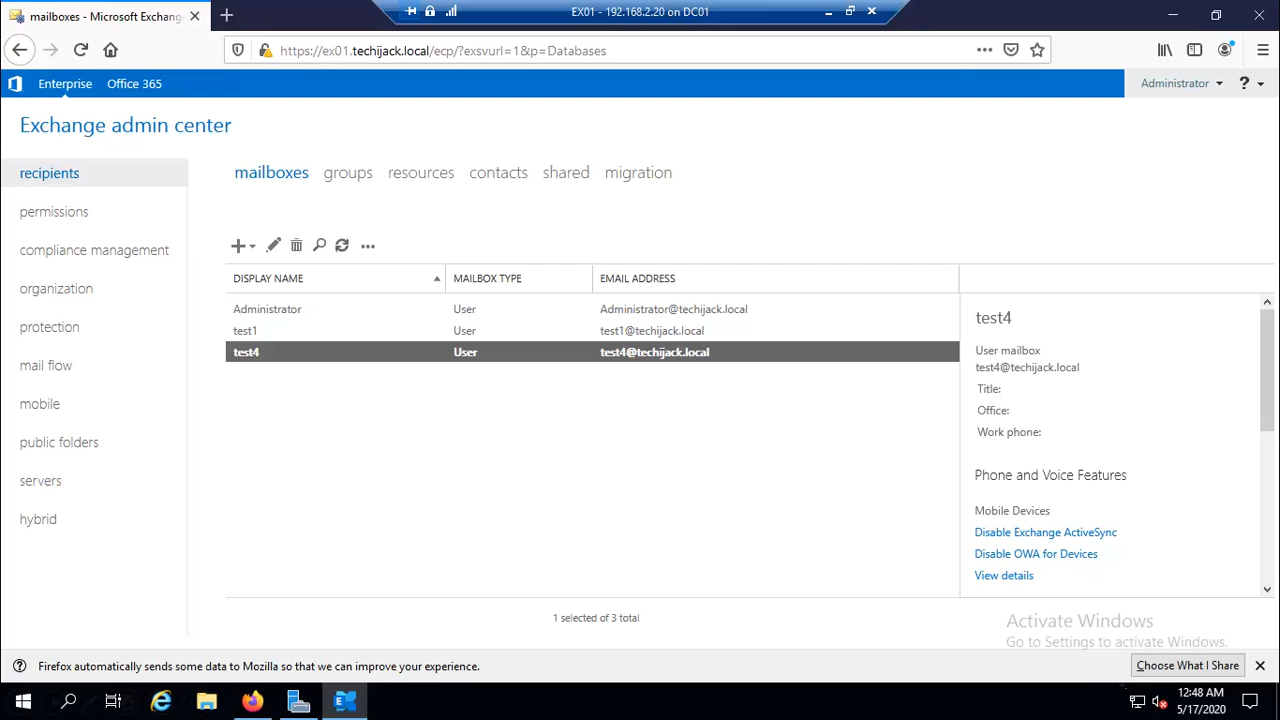 mailboxes - Microsoft Exchange
EX01 - 192.168.2.20 on DC01
https://ex01.techijack.local/ecp/?exsvurl=1&p=Databases
Enterprise Office 365
Administrator ?
Exchange admin center
recipients
permissions
compliance management
organization
protection
mail flow
mobile
public folders
servers
hybrid
mailboxes groups resources contacts shared migration
DISPLAY NAME MAILBOX TYPE EMAIL ADDRESS
Administrator User Administrator@techijack.local
test1 User test1@techijack.local
test4 User test4@techijack.local
1 selected of 3 total
test4
User mailbox
test4@techijack.local
Title:
Office:
Work phone:
Phone and Voice Features
Mobile Devices
Disable Exchange ActiveSync
Disable OWA for Devices
View details
Activate Windows
Go to Settings to activate Windows.
Firefox automatically sends some data to Mozilla so that we can improve your experience.
Choose What I Share
12:48 AM
5/17/2020